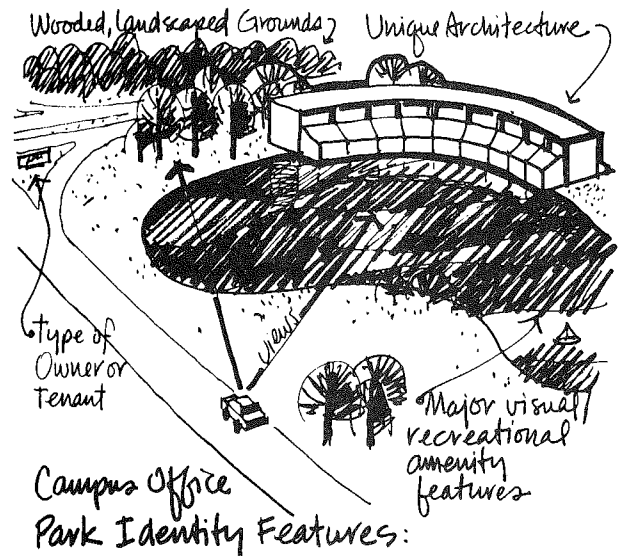 Wooded, Landscaped Grounds
Unique Architecture
type of
Owner or
Tenant
views
Major visual/
recreational
amenity
features
Campus Office
Park Identity Features: